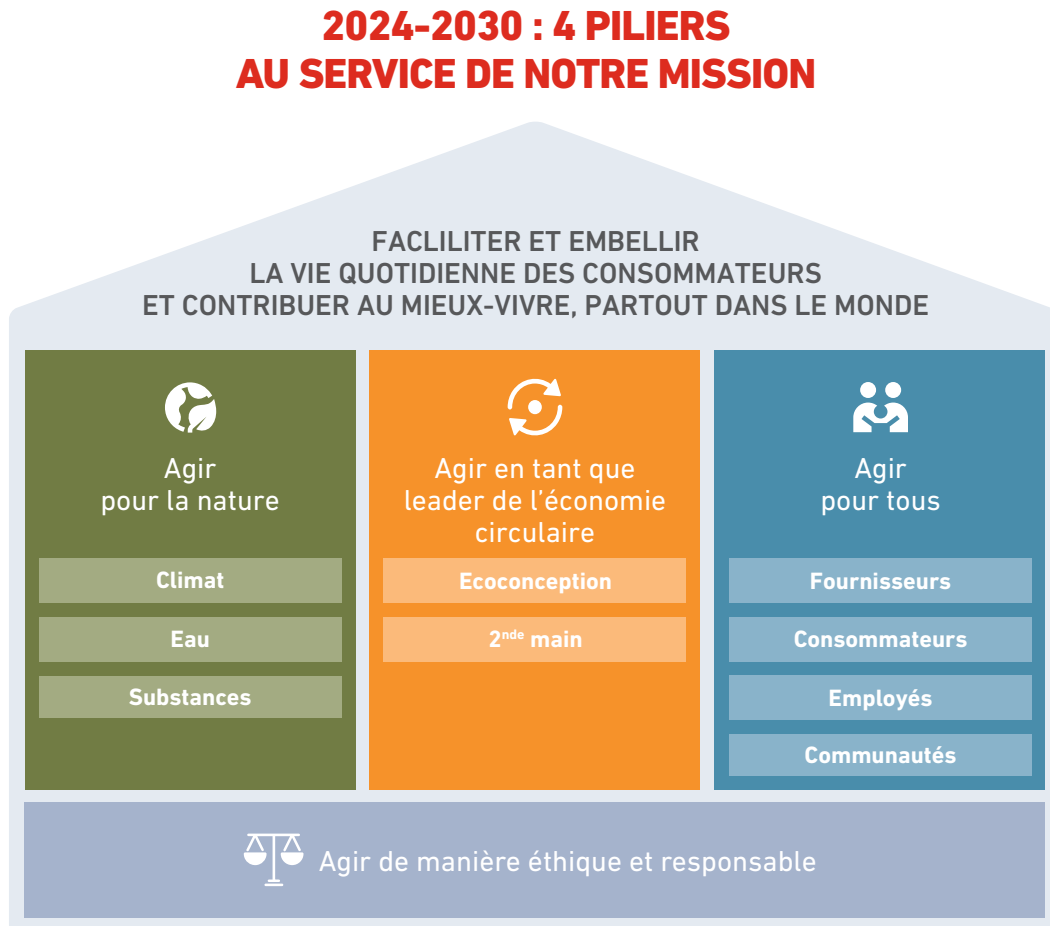 2024-2030 : 4 PILIERS
AU SERVICE DE NOTRE MISSION
FACLILITER ET EMBELLIR
LA VIE QUOTIDIENNE DES CONSOMMATEURS
ET CONTRIBUER AU MIEUX-VIVRE, PARTOUT DANS LE MONDE
Agir
pour la nature
Climat
Eau
Substances
Agir en tant que
leader de l'économie
circulaire
Ecoconception
2nde main
Agir
pour tous
Fournisseurs
Consommateurs
Employés
Communautés
Agir de manière éthique et responsable